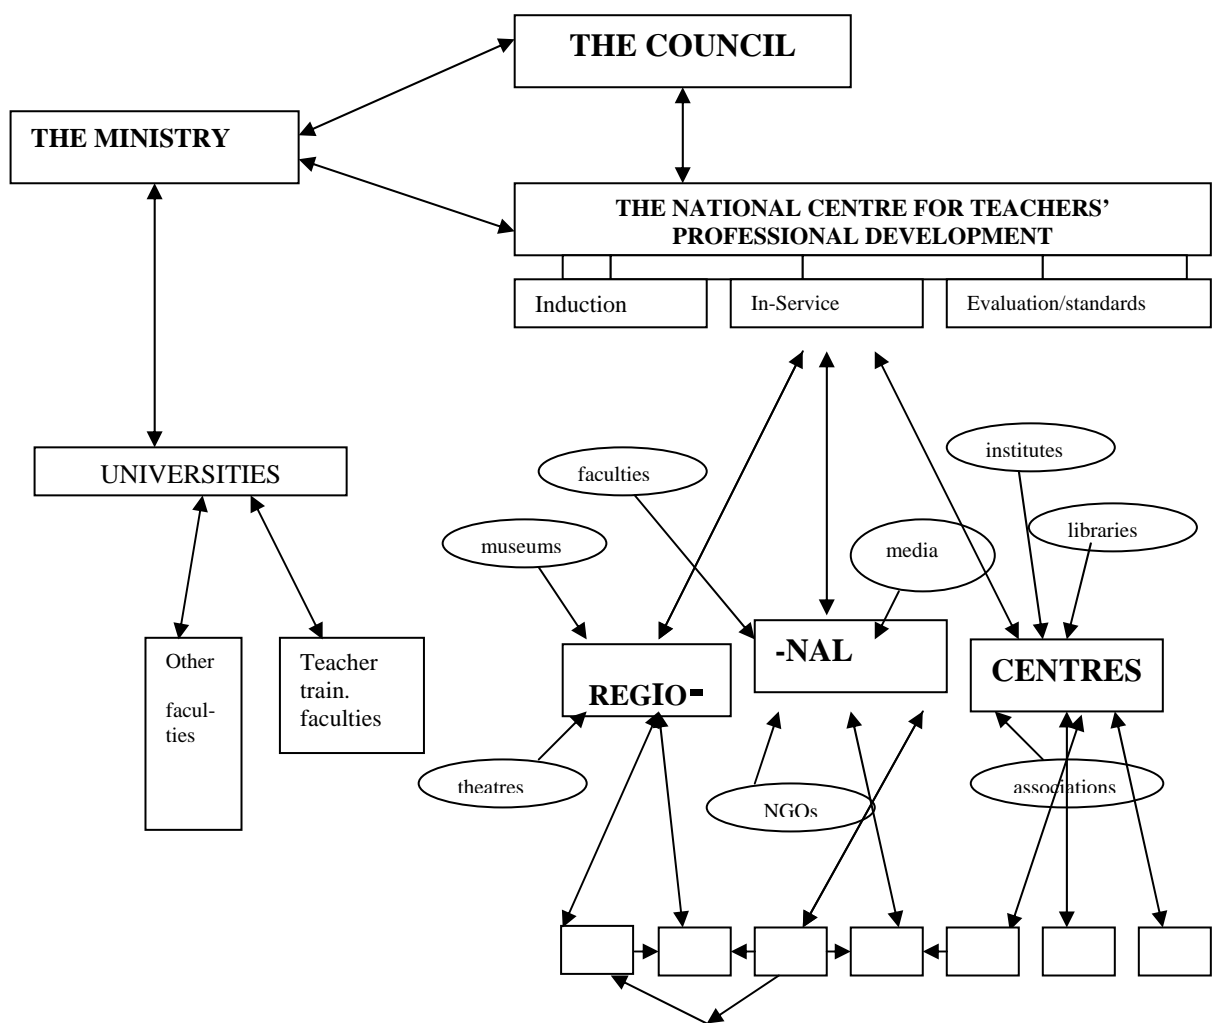 THE COUNCIL
THE MINISTRY
THE NATIONAL CENTRE FOR TEACHERS’
PROFESSIONAL DEVELOPMENT
Induction
In-Service
Evaluation/standards
UNIVERSITIES
faculties
institutes
museums
media
libraries
Other
facul-
ties
Teacher
train.
faculties
REGIO-
-NAL
CENTRES
theatres
NGOs
associations